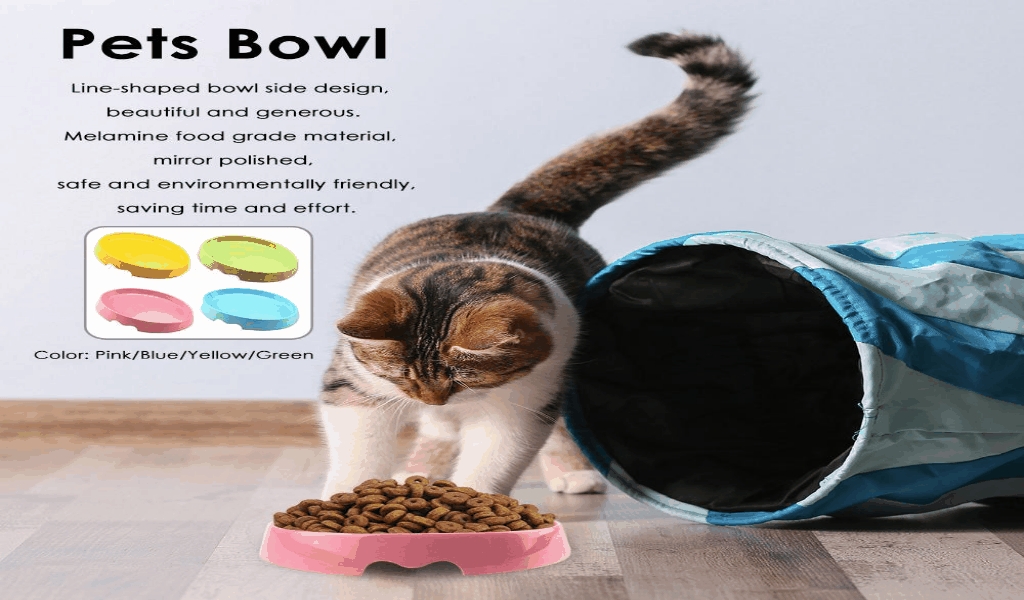 Pets Bowl
Line-shaped bowl side design,
beautiful and generous.
Melamine food grade material,
mirror polished,
safe and environmentally friendly,
saving time and effort.
Color: Pink/Blue/Yellow/Green